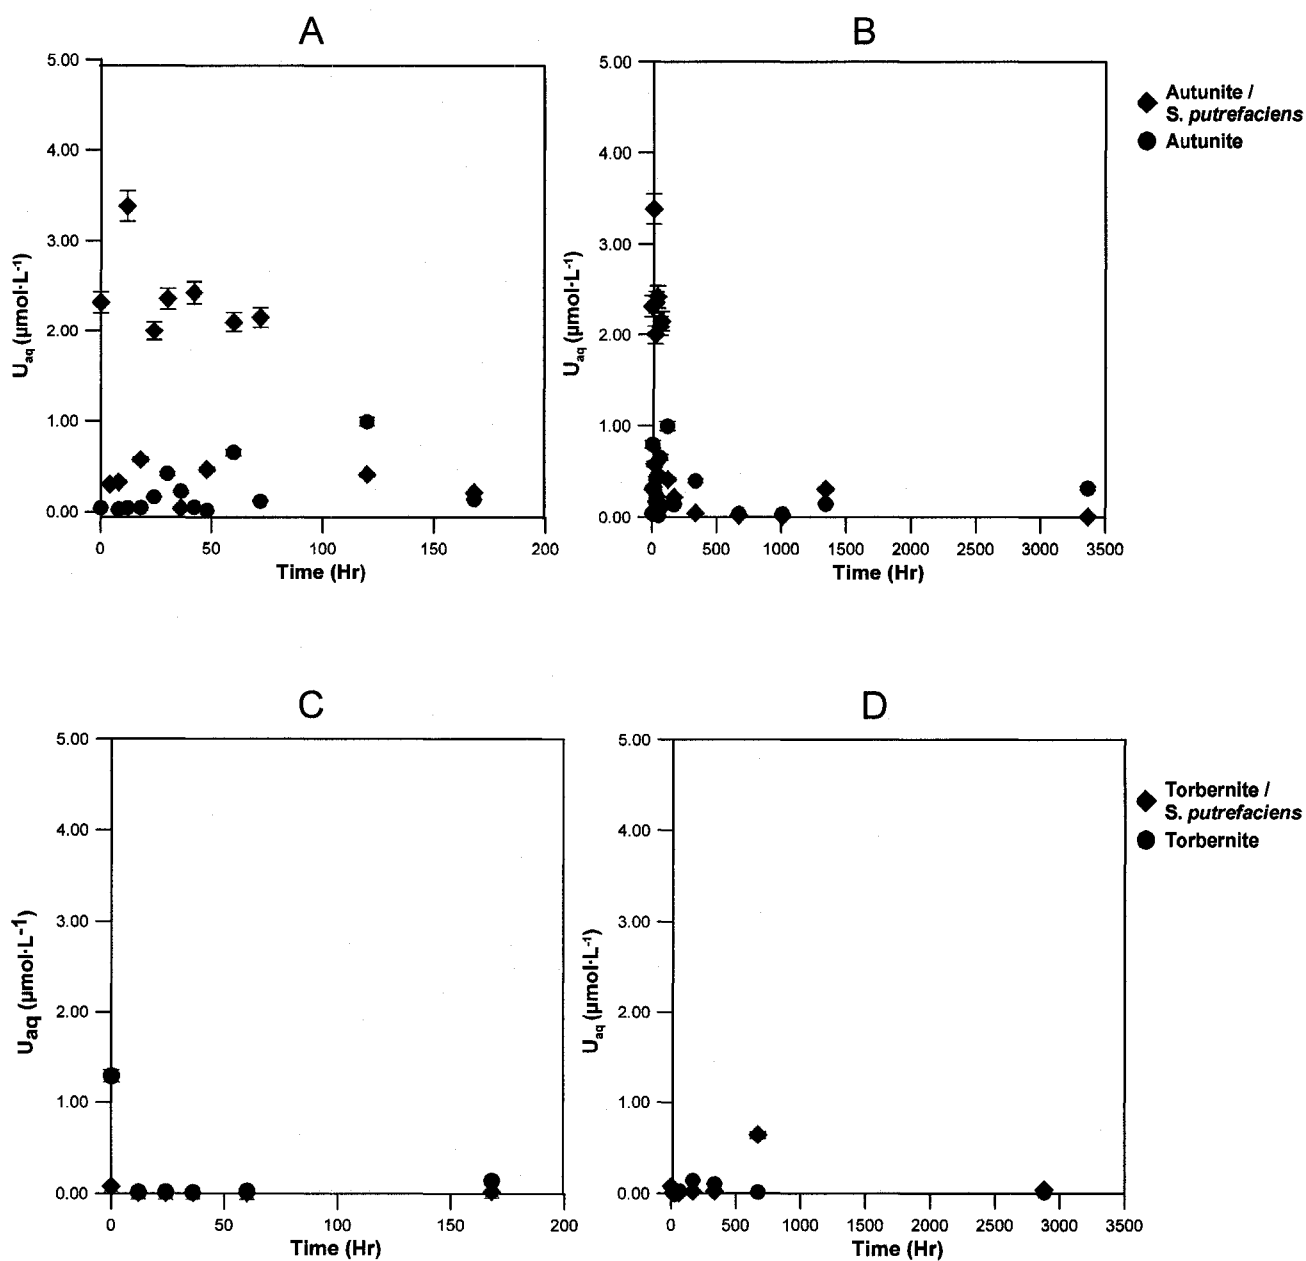 A
B
5.00
4.00
3.00
2.00
1.00
0.00
U_aq (µmol·L⁻¹)
0
50
100
150
200
Time (Hr)
5.00
4.00
3.00
2.00
1.00
0.00
U_aq (µmol·L⁻¹)
0
500
1000
1500
2000
2500
3000
3500
Time (Hr)
Autunite /
S. putrefaciens
Autunite
C
D
5.00
4.00
3.00
2.00
1.00
0.00
Uaq (µmol·L⁻¹)
0
50
100
150
200
Time (Hr)
5.00
4.00
3.00
2.00
1.00
0.00
U_aq (µmol·L⁻¹)
0
500
1000
1500
2000
2500
3000
3500
Time (Hr)
Torbernite /
S. putrefaciens
Torbernite